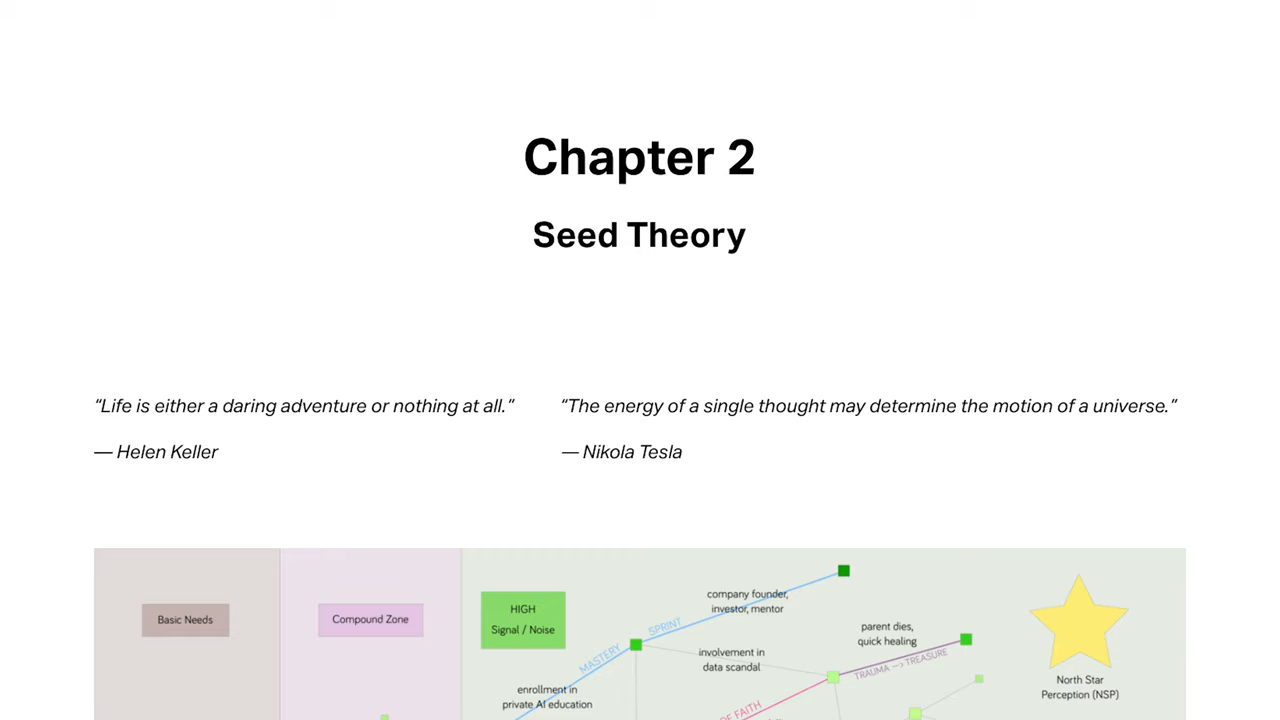 Chapter 2
Seed Theory
“Life is either a daring adventure or nothing at all.”
— Helen Keller
“The energy of a single thought may determine the motion of a universe.”
— Nikola Tesla
Basic Needs
Compound Zone
HIGH
Signal / Noise
MASTERY
SPRINT
company founder,
investor, mentor
involvement in
data scandal
parent dies,
quick healing
TRAUMA —> TREASURE
enrollment in
private AI education
OF FAITH
North Star
Perception (NSP)